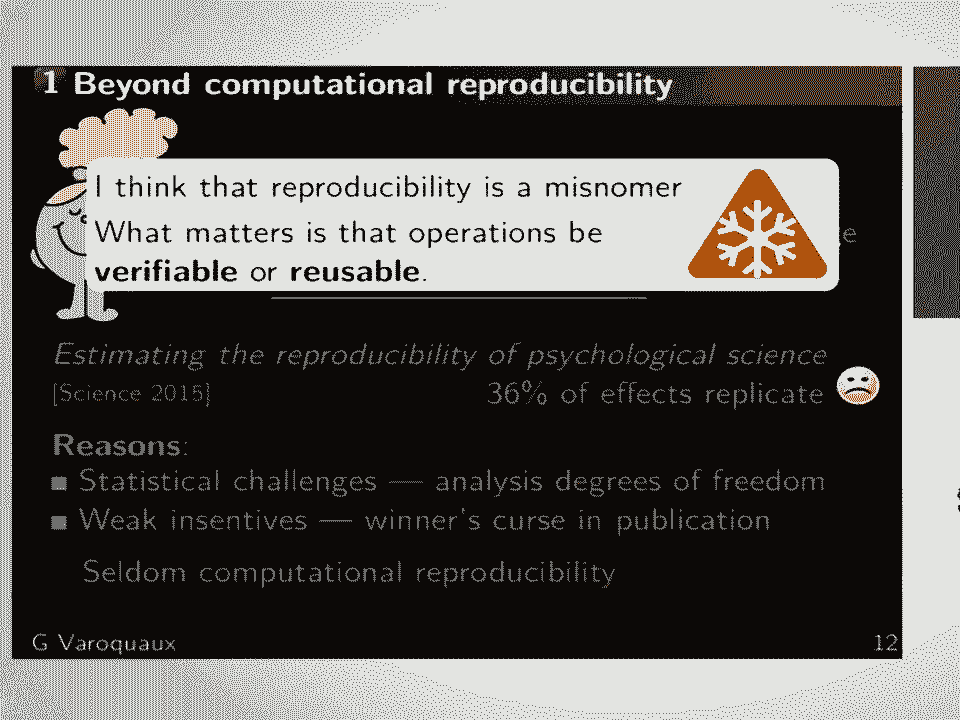 1 Beyond computational reproducibility
I think that reproducibility is a misnomer
What matters is that operations be
verifiable or reusable.
Estimating the reproducibility of psychological science
[Science 2015]
36% of effects replicate
Reasons:
Statistical challenges — analysis degrees of freedom
Weak insentives — winner's curse in publication
Seldom computational reproducibility
G Varoquaux
12